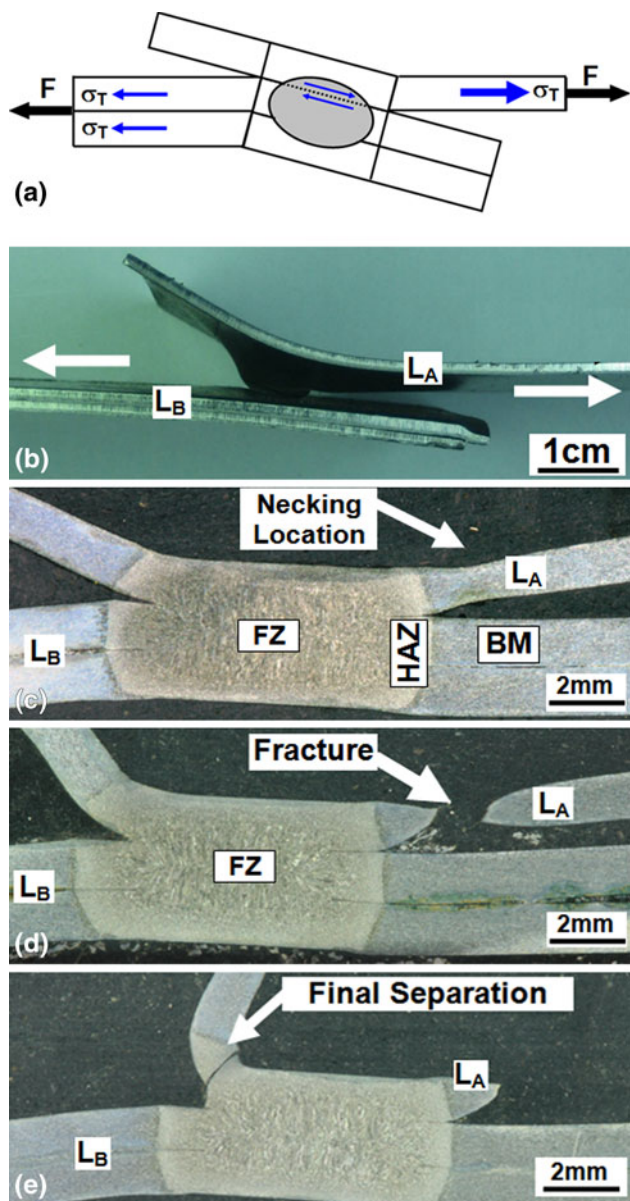 F
σT
σT
σT
F
(a)
LA
LB
1cm
(b)
Necking
Location
LA
LB
FZ
HAZ
BM
2mm
(c)
Fracture
LA
FZ
LB
2mm
(d)
Final Separation
LA
LB
2mm
(e)